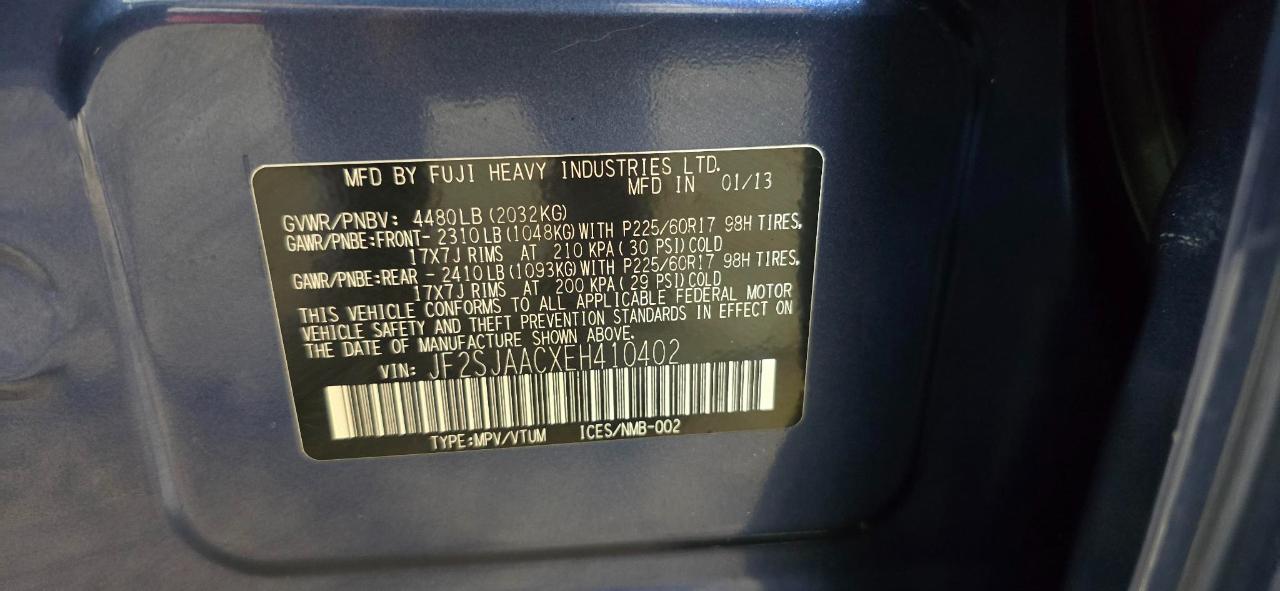 MFD BY FUJI HEAVY INDUSTRIES LTD.
MFD IN 01/13
GVWR/PNBV: 4480LB (2032KG)
GAWR/PNBE:FRONT- 2310LB (1048KG)WITH P225/60R17 98H TIRES,
17X7J RIMS AT 210 KPA( 30 PSI)COLD
GAWR/PNBE:REAR - 2410LB(1093KG)WITH P225/60R17 98H TIRES.
17X7J RIMS AT 200 KPA( 29 PSI)COLD
THIS VEHICLE CONFORMS TO ALL APPLICABLE FEDERAL MOTOR
VEHICLE SAFETY AND THEFT PREVENTION STANDARDS IN EFFECT ON
THE DATE OF MANUFACTURE SHOWN ABOVE.
VIN: JF2SJAACXEH410402
TYPE:MPV/VTUM ICES/NMB-002